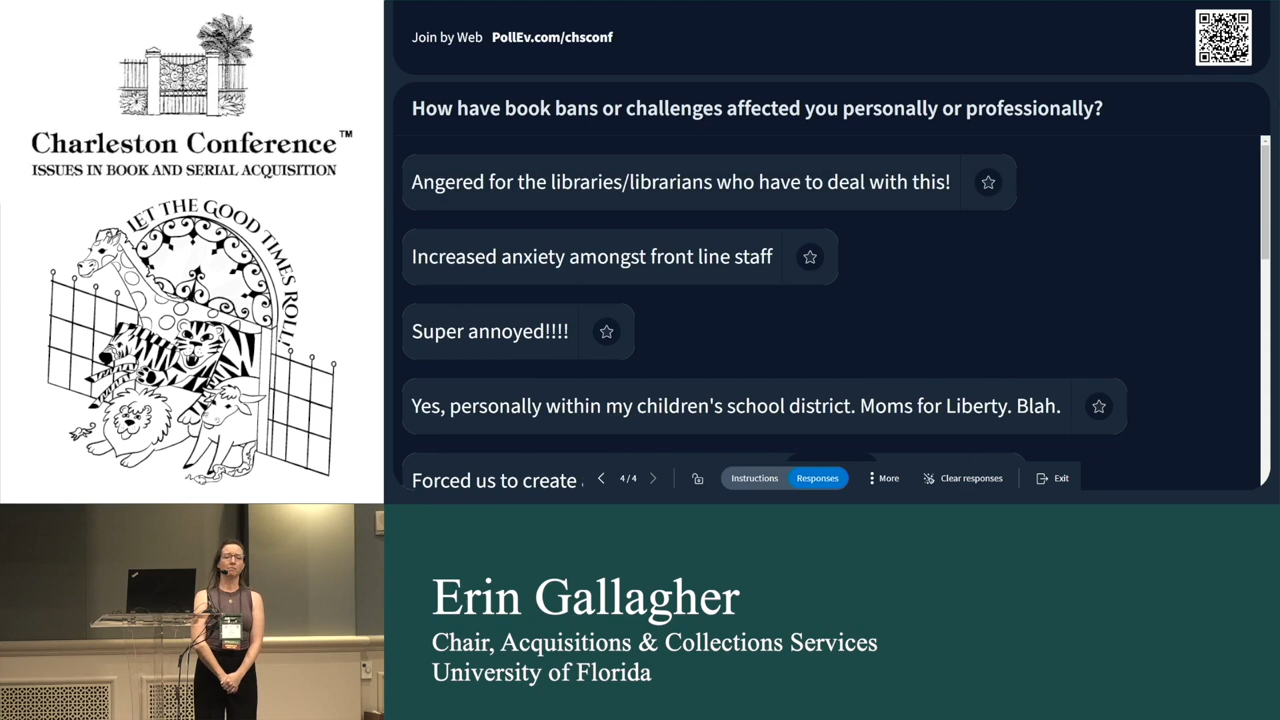 Charleston Conference™
ISSUES IN BOOK AND SERIAL ACQUISITION
LET THE GOOD TIMES ROLL!
Join by Web PollEv.com/chsconf
How have book bans or challenges affected you personally or professionally?
Angered for the libraries/librarians who have to deal with this!
Increased anxiety amongst front line staff
Super annoyed!!!!
Yes, personally within my children's school district. Moms for Liberty. Blah.
Forced us to create
4/4
Instructions
Responses
More
Clear responses
Exit
Erin Gallagher
Chair, Acquisitions & Collections Services
University of Florida